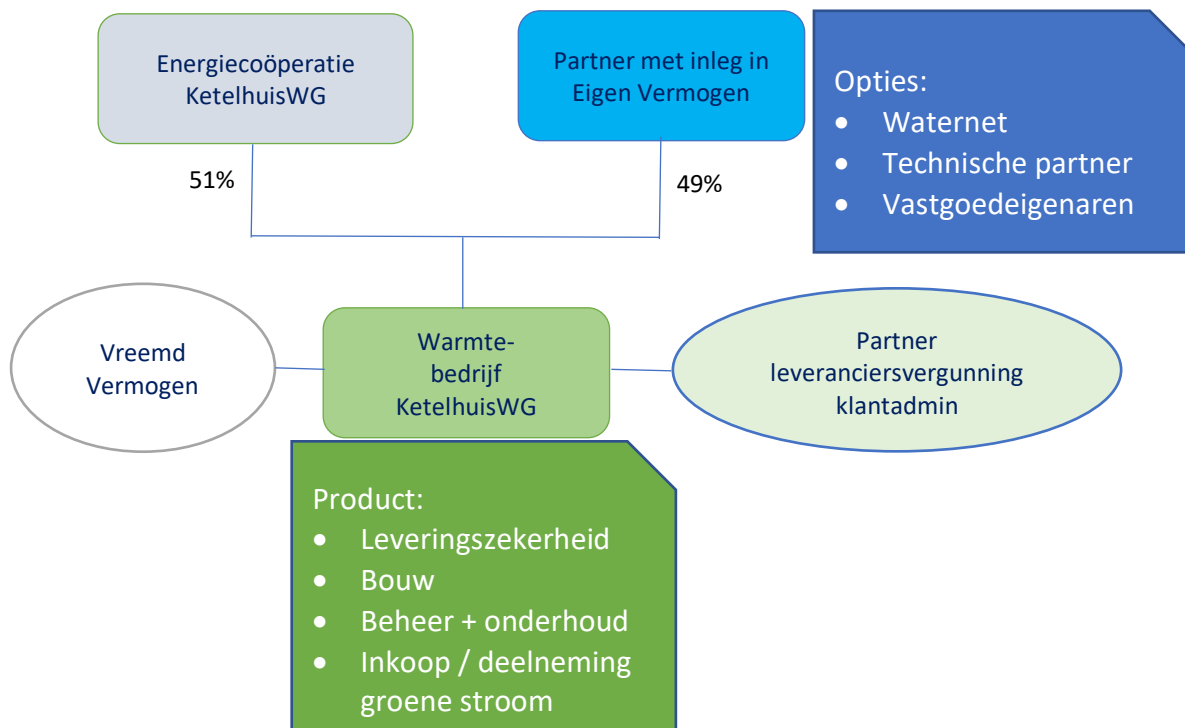 Energiecoöperatie
KetelhuisWG
Partner met inleg in
Eigen Vermogen
Opties:
• Waternet
• Technische partner
• Vastgoedeigenaren
51%
49%
Vreemd
Vermogen
Warmte-
bedrijf
KetelhuisWG
Partner
leveranciersvergunning
klantadmin
Product:
• Leveringszekerheid
• Bouw
• Beheer + onderhoud
• Inkoop / deelneming
groene stroom